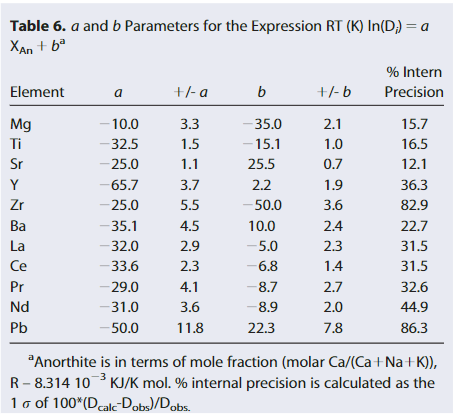 Table 6. a and b Parameters for the Expression RT (K) ln(Di) = a
XAn + ba
% Intern
Element a +/- a b +/- b Precision
Mg −10.0 3.3 −35.0 2.1 15.7
Ti −32.5 1.5 −15.1 1.0 16.5
Sr −25.0 1.1 25.5 0.7 12.1
Y −65.7 3.7 2.2 1.9 36.3
Zr −25.0 5.5 −50.0 3.6 82.9
Ba −35.1 4.5 10.0 2.4 22.7
La −32.0 2.9 −5.0 2.3 31.5
Ce −33.6 2.3 −6.8 1.4 31.5
Pr −29.0 4.1 −8.7 2.7 32.6
Nd −31.0 3.6 −8.9 2.0 44.9
Pb −50.0 11.8 22.3 7.8 86.3
aAnorthite is in terms of mole fraction (molar Ca/(Ca+Na+K)),
R – 8.314 10−3 KJ/K mol. % internal precision is calculated as the
1 σ of 100*(Dcalc-Dobs)/Dobs.